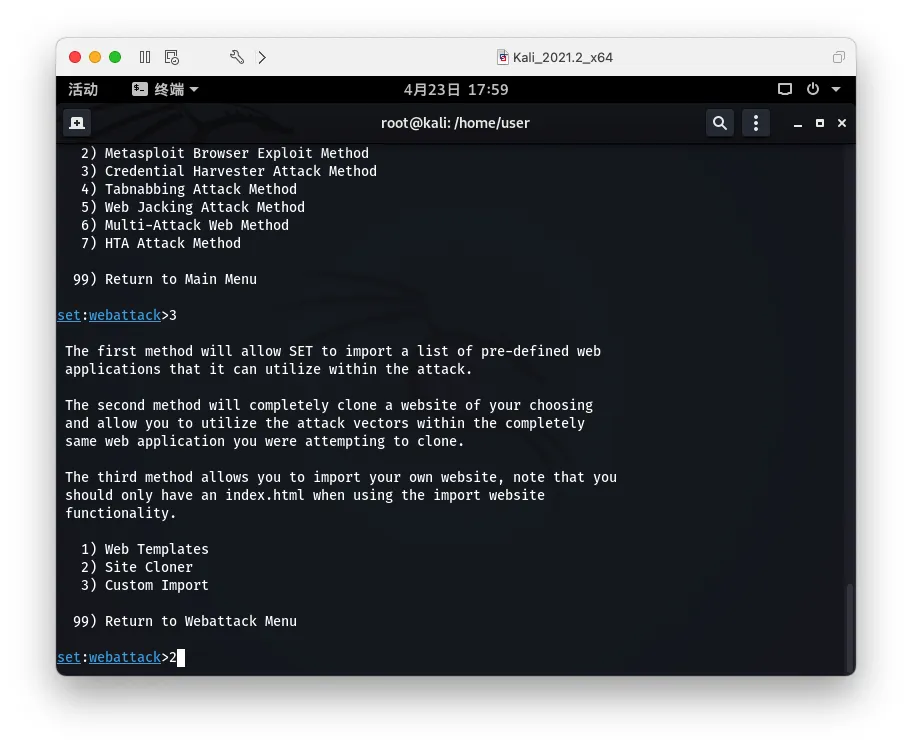 Kali_2021.2_x64
活动 终端 4月23日 17:59
root@kali: /home/user
2) Metasploit Browser Exploit Method
3) Credential Harvester Attack Method
4) Tabnabbing Attack Method
5) Web Jacking Attack Method
6) Multi-Attack Web Method
7) HTA Attack Method
99) Return to Main Menu
set:webattack>3
The first method will allow SET to import a list of pre-defined web
applications that it can utilize within the attack.
The second method will completely clone a website of your choosing
and allow you to utilize the attack vectors within the completely
same web application you were attempting to clone.
The third method allows you to import your own website, note that you
should only have an index.html when using the import website
functionality.
1) Web Templates
2) Site Cloner
3) Custom Import
99) Return to Webattack Menu
set:webattack>2